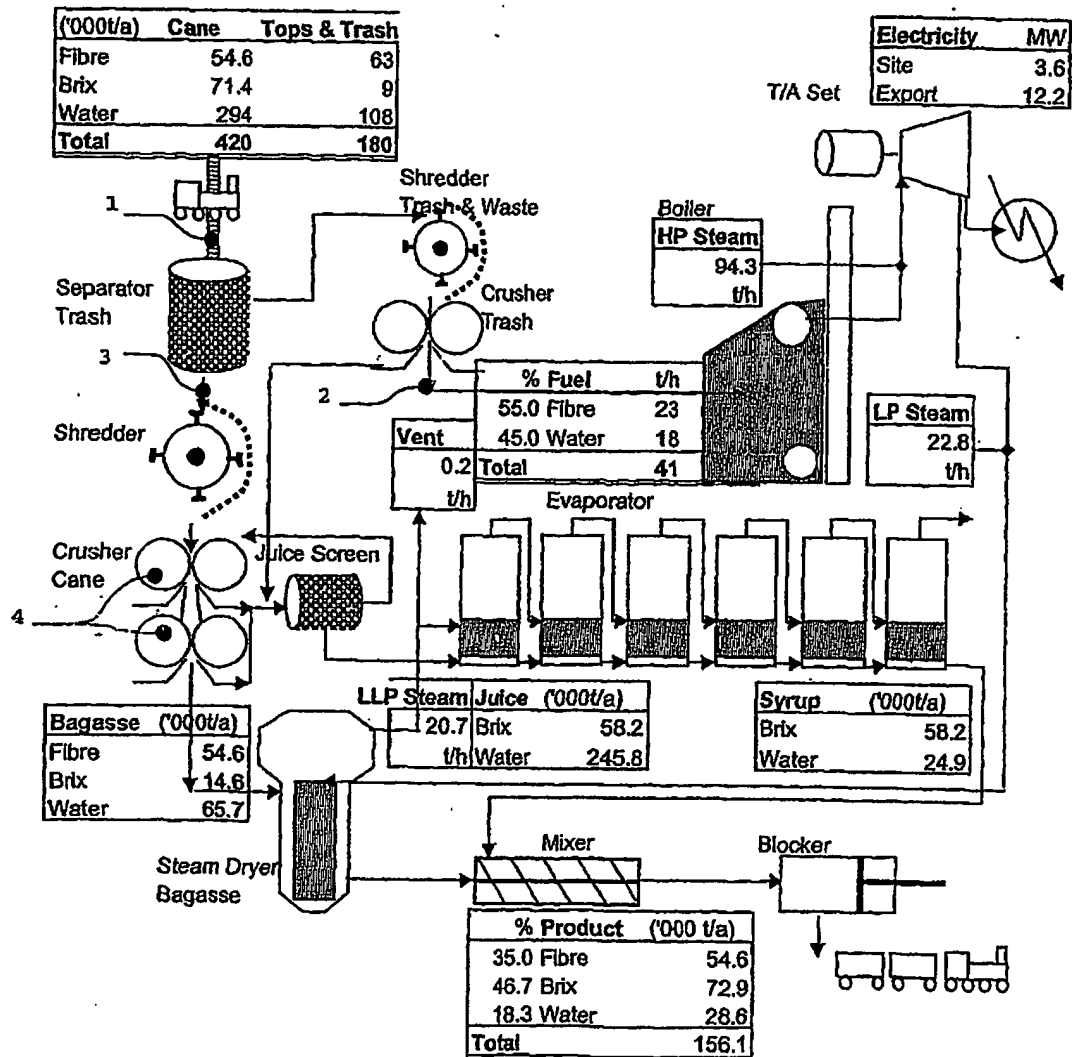 ('000t/a) Cane Tops & Trash
Fibre 54.6 63
Brix 71.4 9
Water 294 108
Total 420 180
Electricity MW
Site 3.6
Export 12.2
T/A Set
1
Shredder
Trash & Waste
Boiler
HP Steam
94.3
t/h
Separator
Trash
Crusher
Trash
3
2
% Fuel t/h
55.0 Fibre 23
45.0 Water 18
Total 41
Vent
0.2
t/h
LP Steam
22.8
t/h
Shredder
Evaporator
Crusher
Cane
Juice Screen
4
LLP Steam
20.7
t/h
Juice ('000t/a)
Brix 58.2
Water 245.8
Syrup ('000t/a)
Brix 58.2
Water 24.9
Bagasse ('000t/a)
Fibre 54.6
Brix 14.6
Water 65.7
Steam Dryer
Bagasse
Mixer
Blocker
% Product ('000 t/a)
35.0 Fibre 54.6
46.7 Brix 72.9
18.3 Water 28.6
Total 156.1